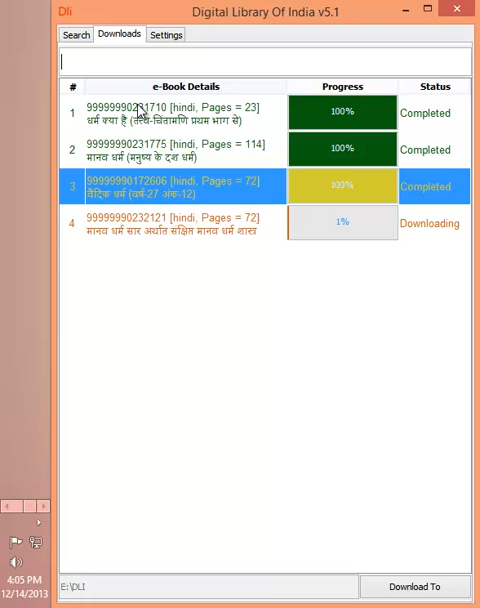 Dli Digital Library Of India v5.1
Search Downloads Settings
# e-Book Details Progress Status
1 99999990231710 [hindi, Pages = 23] 100% Completed
धर्म क्या है (तत्त्व-चिंतामणि प्रथम भाग से)
2 99999990231775 [hindi, Pages = 114] 100% Completed
मानव धर्म (मनुष्य के दश धर्म)
3 99999990172606 [hindi, Pages = 72] 100% Completed
वैदिक धर्म (वर्ष-27 अंक-12)
4 99999990232121 [hindi, Pages = 72] 1% Downloading
मानव धर्म सार अर्थात संक्षिप्त मानव धर्म शास्त्र
E:\DLI Download To
4:05 PM
12/14/2013